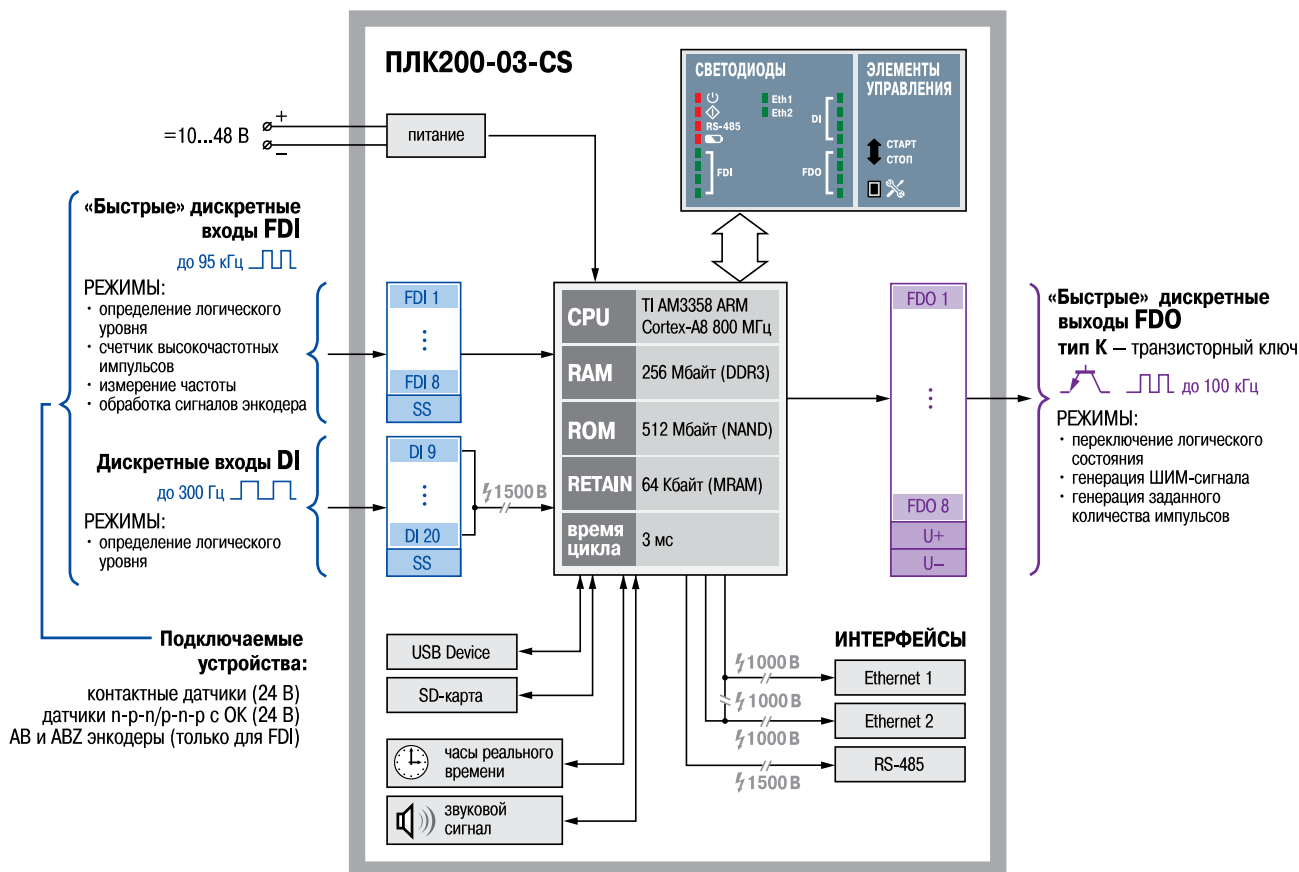 ПЛК200-03-CS
СВЕТОДИОДЫ
RS-485
Eth1
Eth2
DI
FDI
FDO
ЭЛЕМЕНТЫ
УПРАВЛЕНИЯ
СТАРТ
СТОП
=10...48 В
+
–
питание
«Быстрые» дискретные
входы FDI
до 95 кГц
РЕЖИМЫ:
· определение логического
уровня
· счетчик высокочастотных
импульсов
· измерение частоты
· обработка сигналов энкодера
Дискретные входы DI
до 300 Гц
РЕЖИМЫ:
· определение логического
уровня
Подключаемые
устройства:
контактные датчики (24 В)
датчики n-p-n/p-n-p с ОК (24 В)
AB и ABZ энкодеры (только для FDI)
FDI 1
⋮
FDI 8
SS
DI 9
⋮
DI 20
SS
1500 В
CPU
TI AM3358 ARM
Cortex-A8 800 МГц
RAM
256 Мбайт (DDR3)
ROM
512 Мбайт (NAND)
RETAIN
64 Кбайт (MRAM)
время
цикла
3 мс
FDO 1
⋮
FDO 8
U+
U–
«Быстрые» дискретные
выходы FDO
тип К – транзисторный ключ
до 100 кГц
РЕЖИМЫ:
· переключение логического
состояния
· генерация ШИМ-сигнала
· генерация заданного
количества импульсов
USB Device
SD-карта
часы реального
времени
звуковой
сигнал
ИНТЕРФЕЙСЫ
1000 В
Ethernet 1
1000 В
Ethernet 2
1000 В
RS-485
1500 В